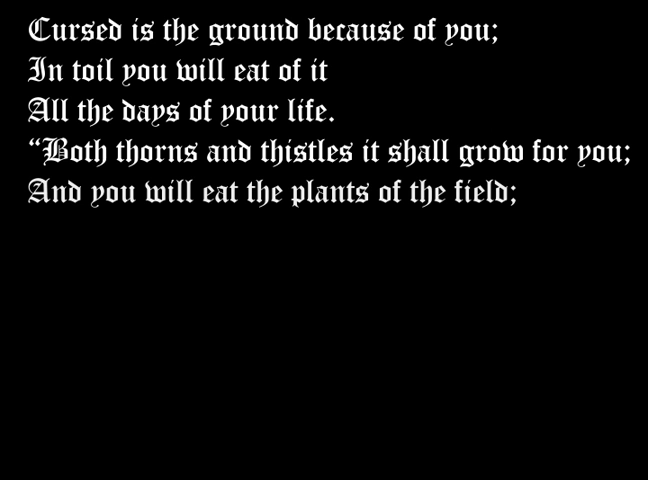 Cursed is the ground because of you;
In toil you will eat of it
All the days of your life.
“Both thorns and thistles it shall grow for you;
And you will eat the plants of the field;